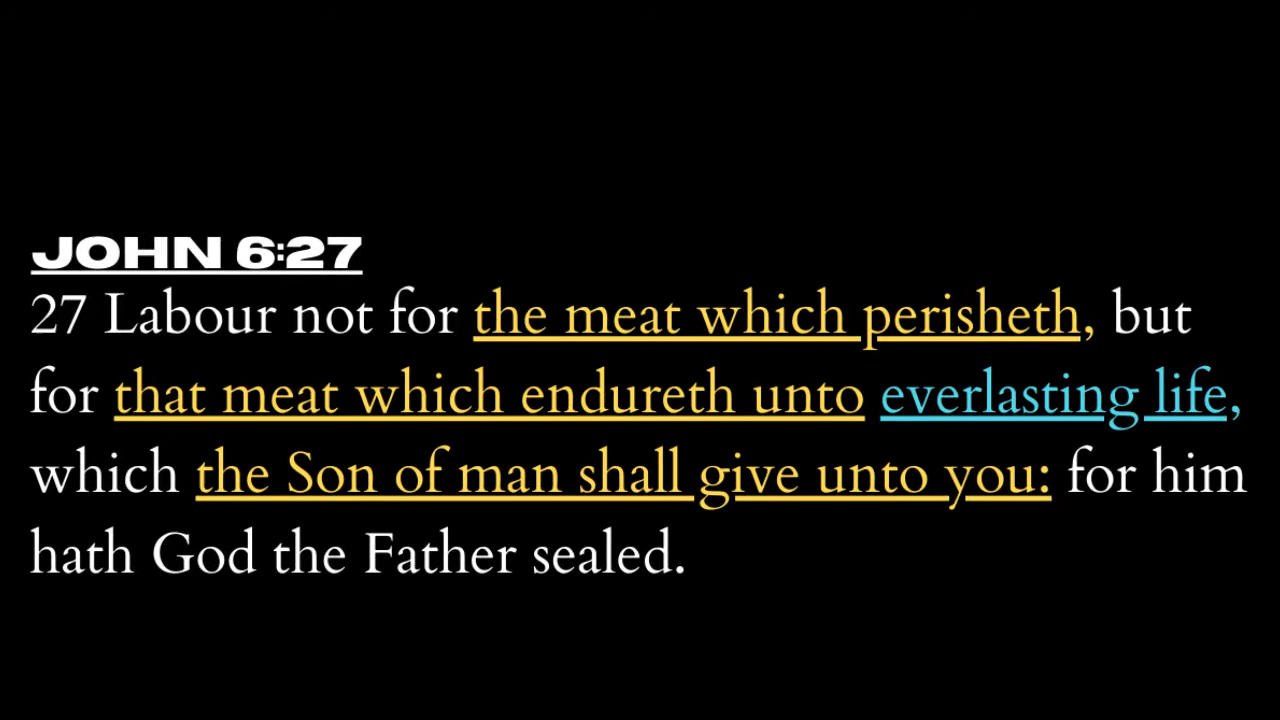 JOHN 6:27
27 Labour not for the meat which perisheth, but
for that meat which endureth unto everlasting life,
which the Son of man shall give unto you: for him
hath God the Father sealed.